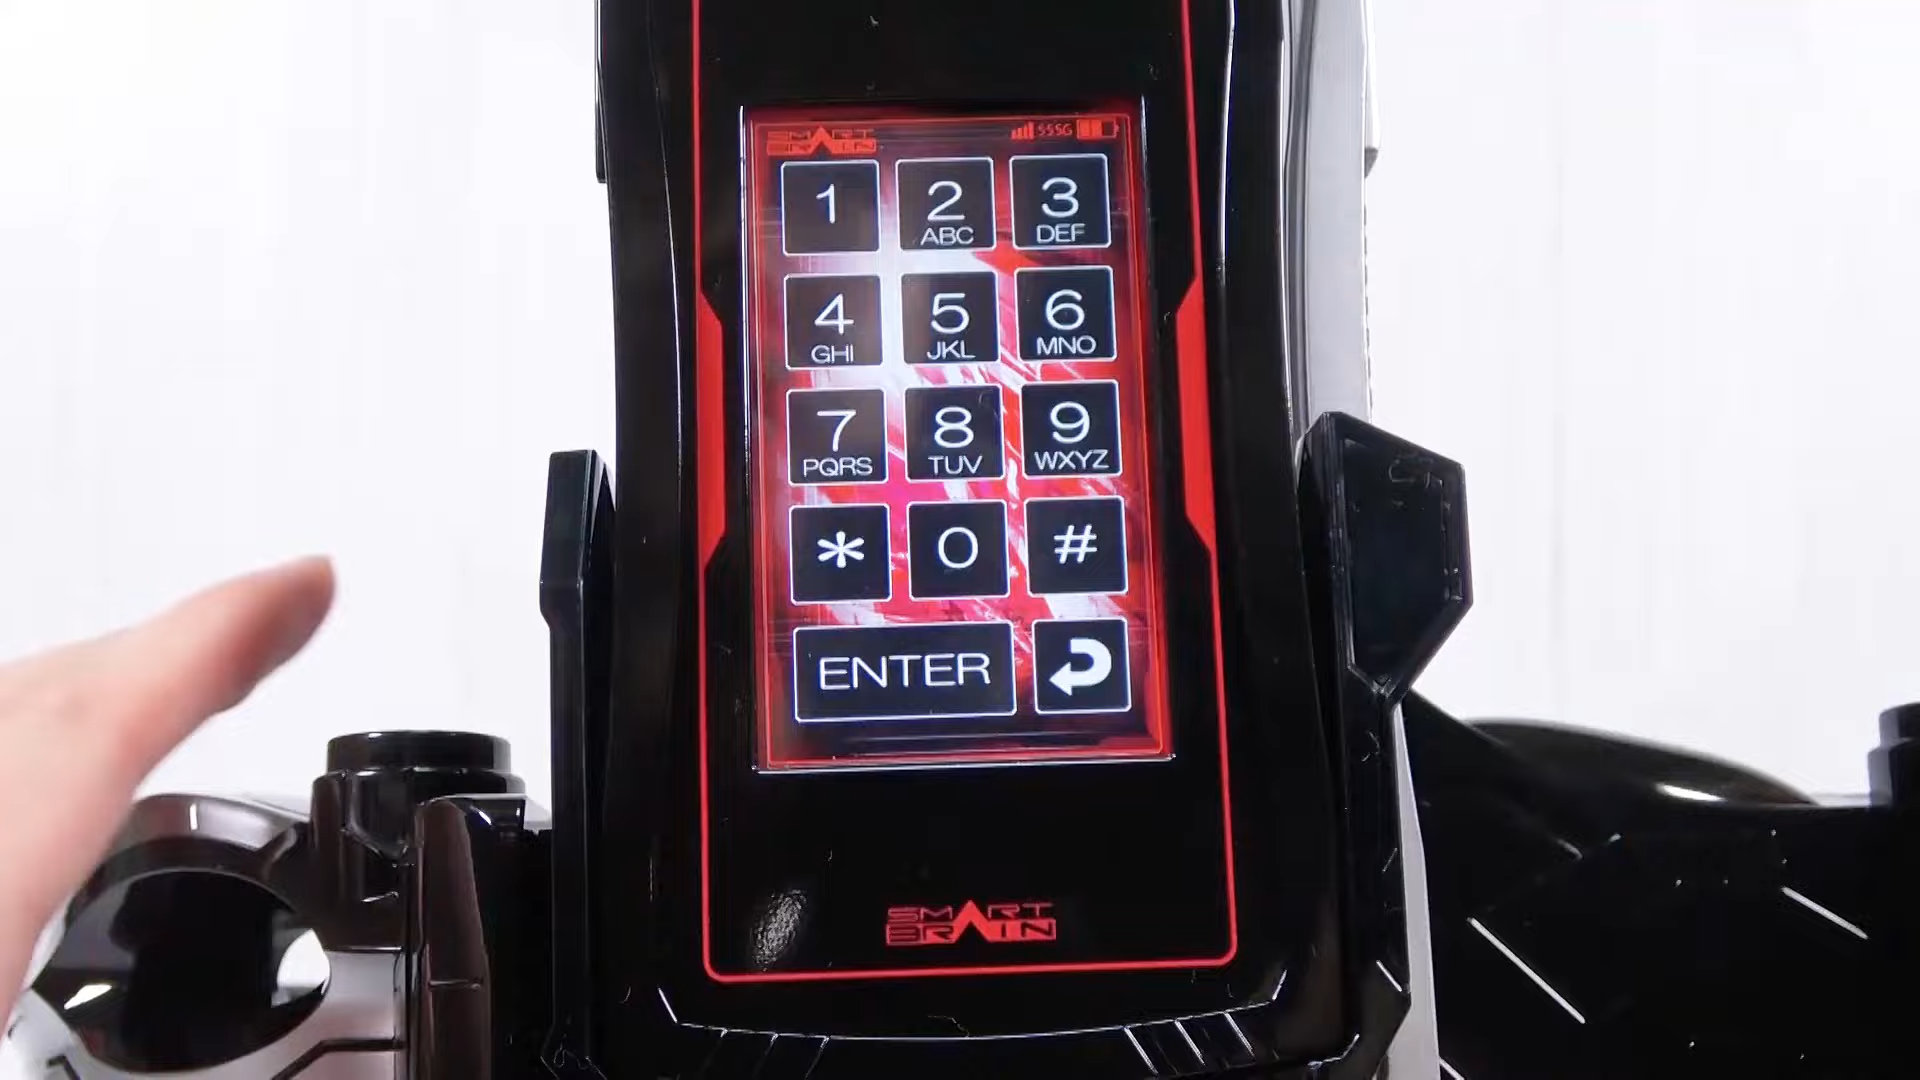 SMART
BRAIN
555G
1
2
ABC
3
DEF
4
GHI
5
JKL
6
MNO
7
PQRS
8
TUV
9
WXYZ
*
0
#
ENTER
SMART
BRAIN